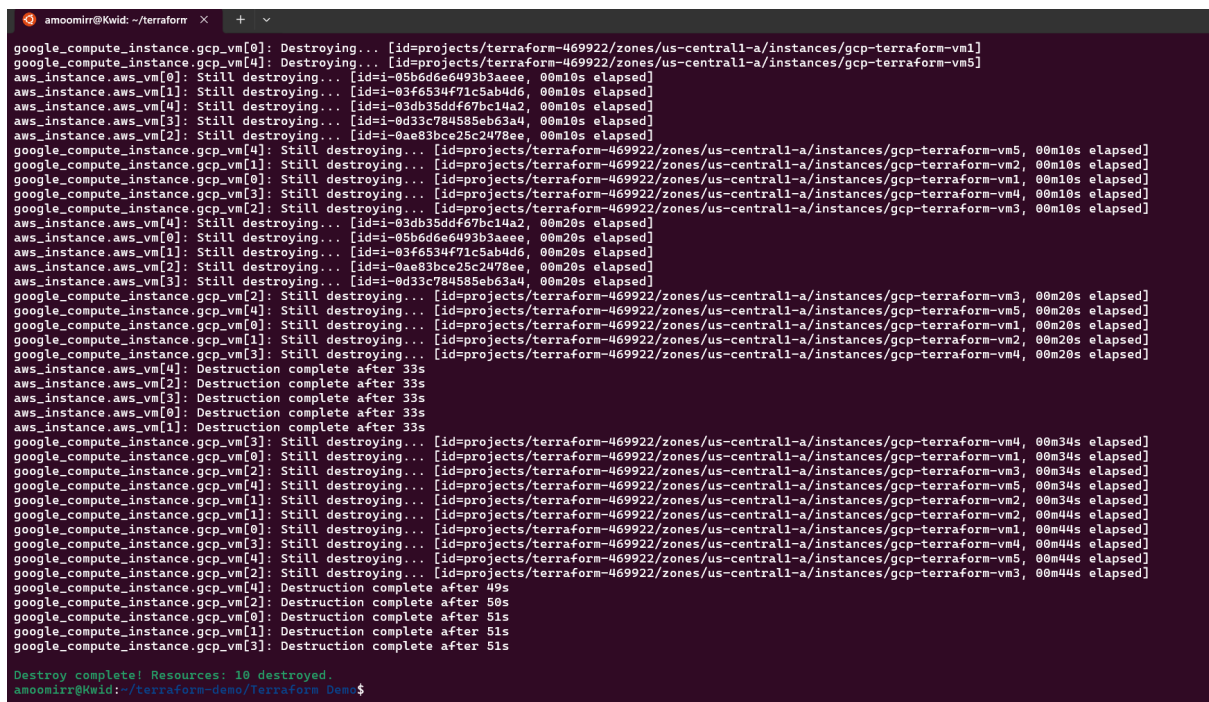 amoomirr@Kwid: ~/terraform
google_compute_instance.gcp_vm[0]: Destroying... [id=projects/terraform-469922/zones/us-central1-a/instances/gcp-terraform-vm1]
google_compute_instance.gcp_vm[4]: Destroying... [id=projects/terraform-469922/zones/us-central1-a/instances/gcp-terraform-vm5]
aws_instance.aws_vm[0]: Still destroying... [id=i-05b6d6e6493b3aeee, 00m10s elapsed]
aws_instance.aws_vm[1]: Still destroying... [id=i-03f6534f71c5ab4d6, 00m10s elapsed]
aws_instance.aws_vm[4]: Still destroying... [id=i-03db35ddf67bc14a2, 00m10s elapsed]
aws_instance.aws_vm[3]: Still destroying... [id=i-0d33c784585eb63a4, 00m10s elapsed]
aws_instance.aws_vm[2]: Still destroying... [id=i-0ae83bce25c2478ee, 00m10s elapsed]
google_compute_instance.gcp_vm[4]: Still destroying... [id=projects/terraform-469922/zones/us-central1-a/instances/gcp-terraform-vm5, 00m10s elapsed]
google_compute_instance.gcp_vm[1]: Still destroying... [id=projects/terraform-469922/zones/us-central1-a/instances/gcp-terraform-vm2, 00m10s elapsed]
google_compute_instance.gcp_vm[0]: Still destroying... [id=projects/terraform-469922/zones/us-central1-a/instances/gcp-terraform-vm1, 00m10s elapsed]
google_compute_instance.gcp_vm[3]: Still destroying... [id=projects/terraform-469922/zones/us-central1-a/instances/gcp-terraform-vm4, 00m10s elapsed]
google_compute_instance.gcp_vm[2]: Still destroying... [id=projects/terraform-469922/zones/us-central1-a/instances/gcp-terraform-vm3, 00m10s elapsed]
aws_instance.aws_vm[4]: Still destroying... [id=i-03db35ddf67bc14a2, 00m20s elapsed]
aws_instance.aws_vm[0]: Still destroying... [id=i-05b6d6e6493b3aeee, 00m20s elapsed]
aws_instance.aws_vm[1]: Still destroying... [id=i-03f6534f71c5ab4d6, 00m20s elapsed]
aws_instance.aws_vm[2]: Still destroying... [id=i-0ae83bce25c2478ee, 00m20s elapsed]
aws_instance.aws_vm[3]: Still destroying... [id=i-0d33c784585eb63a4, 00m20s elapsed]
google_compute_instance.gcp_vm[2]: Still destroying... [id=projects/terraform-469922/zones/us-central1-a/instances/gcp-terraform-vm3, 00m20s elapsed]
google_compute_instance.gcp_vm[4]: Still destroying... [id=projects/terraform-469922/zones/us-central1-a/instances/gcp-terraform-vm5, 00m20s elapsed]
google_compute_instance.gcp_vm[0]: Still destroying... [id=projects/terraform-469922/zones/us-central1-a/instances/gcp-terraform-vm1, 00m20s elapsed]
google_compute_instance.gcp_vm[1]: Still destroying... [id=projects/terraform-469922/zones/us-central1-a/instances/gcp-terraform-vm2, 00m20s elapsed]
google_compute_instance.gcp_vm[3]: Still destroying... [id=projects/terraform-469922/zones/us-central1-a/instances/gcp-terraform-vm4, 00m20s elapsed]
aws_instance.aws_vm[4]: Destruction complete after 33s
aws_instance.aws_vm[2]: Destruction complete after 33s
aws_instance.aws_vm[3]: Destruction complete after 33s
aws_instance.aws_vm[0]: Destruction complete after 33s
aws_instance.aws_vm[1]: Destruction complete after 33s
google_compute_instance.gcp_vm[3]: Still destroying... [id=projects/terraform-469922/zones/us-central1-a/instances/gcp-terraform-vm4, 00m34s elapsed]
google_compute_instance.gcp_vm[0]: Still destroying... [id=projects/terraform-469922/zones/us-central1-a/instances/gcp-terraform-vm1, 00m34s elapsed]
google_compute_instance.gcp_vm[2]: Still destroying... [id=projects/terraform-469922/zones/us-central1-a/instances/gcp-terraform-vm3, 00m34s elapsed]
google_compute_instance.gcp_vm[4]: Still destroying... [id=projects/terraform-469922/zones/us-central1-a/instances/gcp-terraform-vm5, 00m34s elapsed]
google_compute_instance.gcp_vm[1]: Still destroying... [id=projects/terraform-469922/zones/us-central1-a/instances/gcp-terraform-vm2, 00m34s elapsed]
google_compute_instance.gcp_vm[1]: Still destroying... [id=projects/terraform-469922/zones/us-central1-a/instances/gcp-terraform-vm2, 00m44s elapsed]
google_compute_instance.gcp_vm[0]: Still destroying... [id=projects/terraform-469922/zones/us-central1-a/instances/gcp-terraform-vm1, 00m44s elapsed]
google_compute_instance.gcp_vm[3]: Still destroying... [id=projects/terraform-469922/zones/us-central1-a/instances/gcp-terraform-vm4, 00m44s elapsed]
google_compute_instance.gcp_vm[4]: Still destroying... [id=projects/terraform-469922/zones/us-central1-a/instances/gcp-terraform-vm5, 00m44s elapsed]
google_compute_instance.gcp_vm[2]: Still destroying... [id=projects/terraform-469922/zones/us-central1-a/instances/gcp-terraform-vm3, 00m44s elapsed]
google_compute_instance.gcp_vm[4]: Destruction complete after 49s
google_compute_instance.gcp_vm[2]: Destruction complete after 50s
google_compute_instance.gcp_vm[0]: Destruction complete after 51s
google_compute_instance.gcp_vm[1]: Destruction complete after 51s
google_compute_instance.gcp_vm[3]: Destruction complete after 51s
Destroy complete! Resources: 10 destroyed.
amoomirr@Kwid:~/terraform-demo/Terraform Demo$